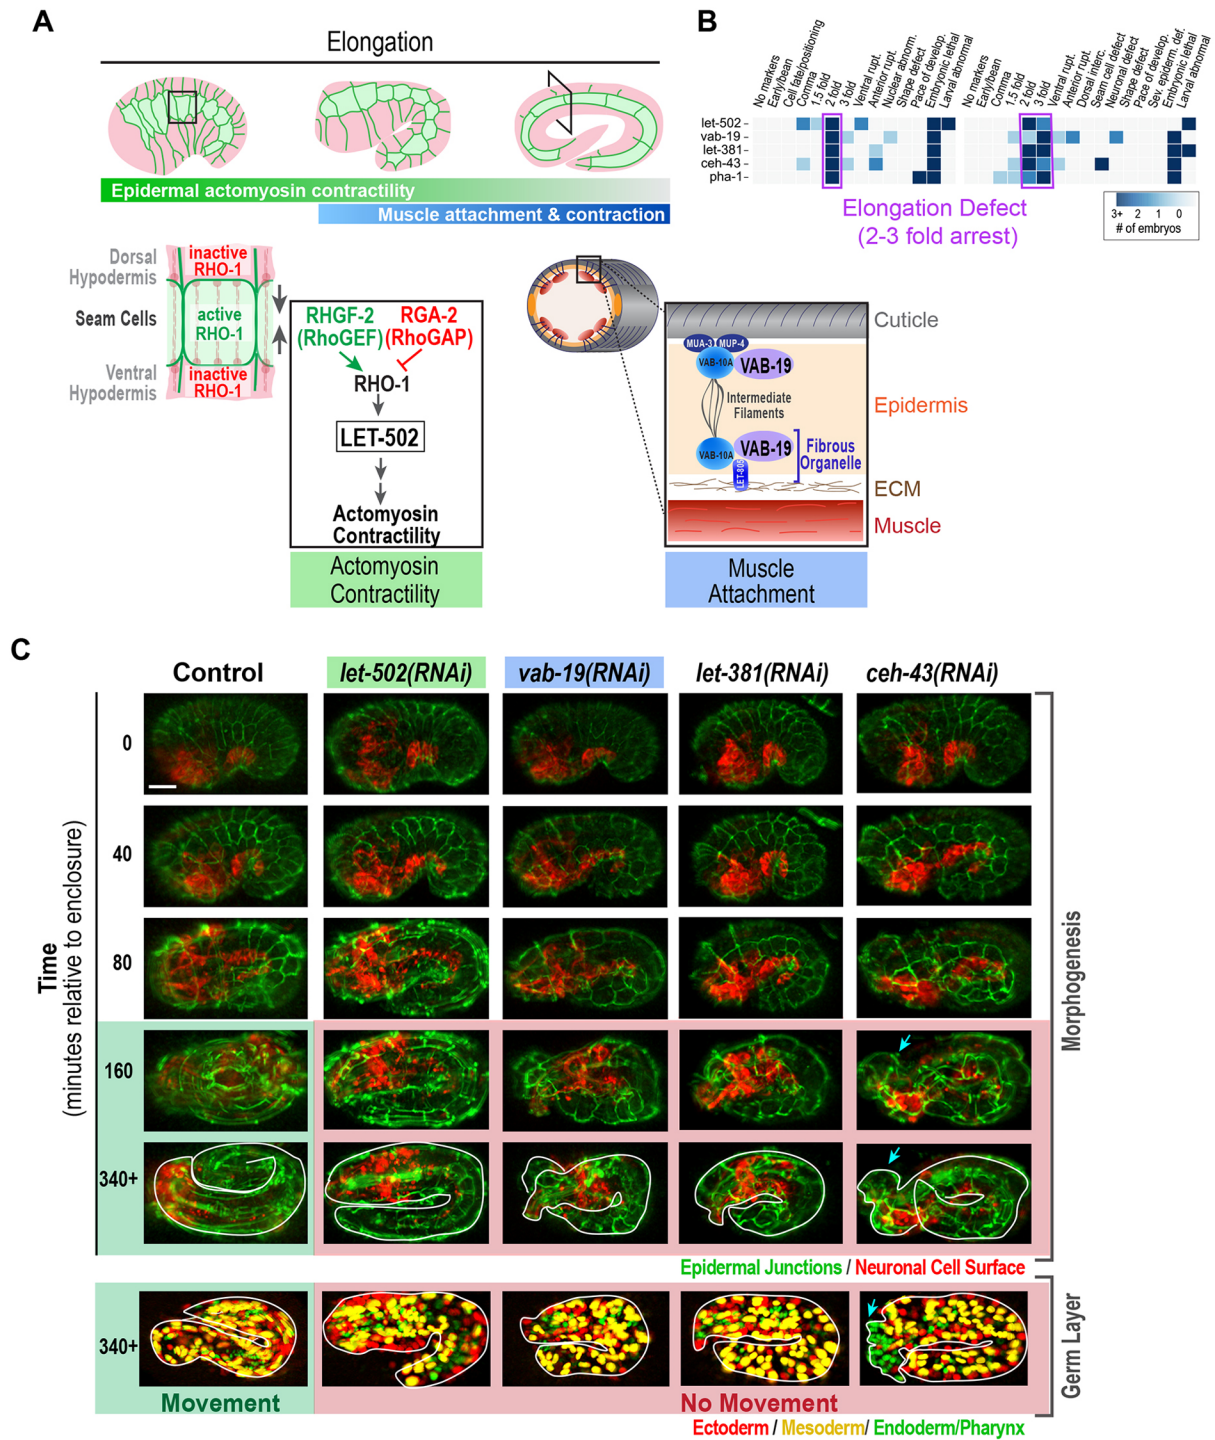 A
Elongation
Epidermal actomyosin contractility
Muscle attachment & contraction
Dorsal
Hypodermis
Seam Cells
Ventral
Hypodermis
inactive
RHO-1
active
RHO-1
inactive
RHO-1
RHGF-2
(RhoGEF)
RGA-2
(RhoGAP)
RHO-1
LET-502
Actomyosin
Contractility
Actomyosin
Contractility
MUA-3
MUP-4
VAB-10A
VAB-19
Intermediate
Filaments
VAB-10A
VAB-19
LET-805
Fibrous
Organelle
Cuticle
Epidermis
ECM
Muscle
Muscle
Attachment
B
No markers
Early/bean
Cell fate/positioning
Comma
1.5 fold
2 fold
3 fold
Ventral rupt.
Anterior rupt.
Nuclear abnorm.
Shape defect
Pace of develop.
Embryonic lethal
Larval abnormal
No markers
Early/bean
Comma
1.5 fold
2 fold
3 fold
Ventral rupt.
Anterior rupt.
Dorsal interc.
Seam cell defect
Neuronal defect
Shape defect
Pace of develop.
Sev. epiderm. def.
Embryonic lethal
Larval abnormal
let-502
vab-19
let-381
ceh-43
pha-1
Elongation Defect
(2-3 fold arrest)
3+ 2 1 0
# of embryos
C
Control
let-502(RNAi)
vab-19(RNAi)
let-381(RNAi)
ceh-43(RNAi)
Time
(minutes relative to enclosure)
0
40
80
160
340+
Morphogenesis
Epidermal Junctions / Neuronal Cell Surface
340+
Germ Layer
Movement
No Movement
Ectoderm / Mesoderm/ Endoderm/Pharynx